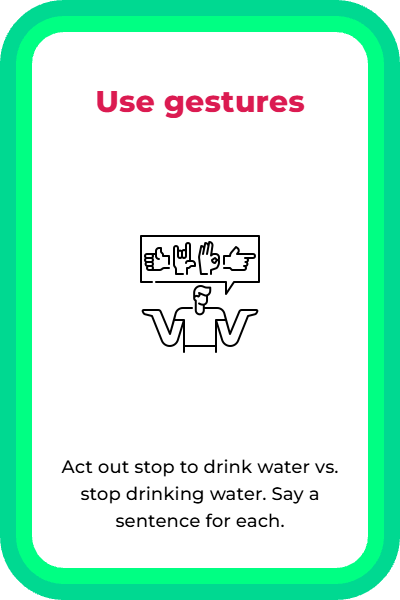 Use gestures
Act out stop to drink water vs.
stop drinking water. Say a
sentence for each.